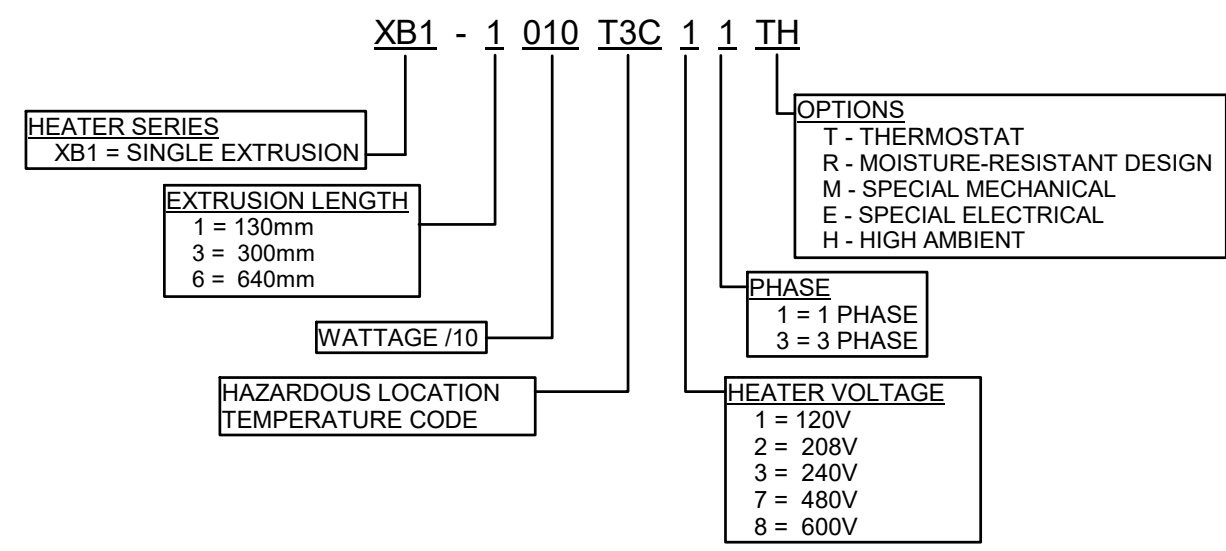 XB1 - 1 010 T3C 1 1 TH
HEATER SERIES
XB1 = SINGLE EXTRUSION
EXTRUSION LENGTH
1 = 130mm
3 = 300mm
6 = 640mm
WATTAGE /10
HAZARDOUS LOCATION
TEMPERATURE CODE
OPTIONS
T - THERMOSTAT
R - MOISTURE-RESISTANT DESIGN
M - SPECIAL MECHANICAL
E - SPECIAL ELECTRICAL
H - HIGH AMBIENT
PHASE
1 = 1 PHASE
3 = 3 PHASE
HEATER VOLTAGE
1 = 120V
2 = 208V
3 = 240V
7 = 480V
8 = 600V